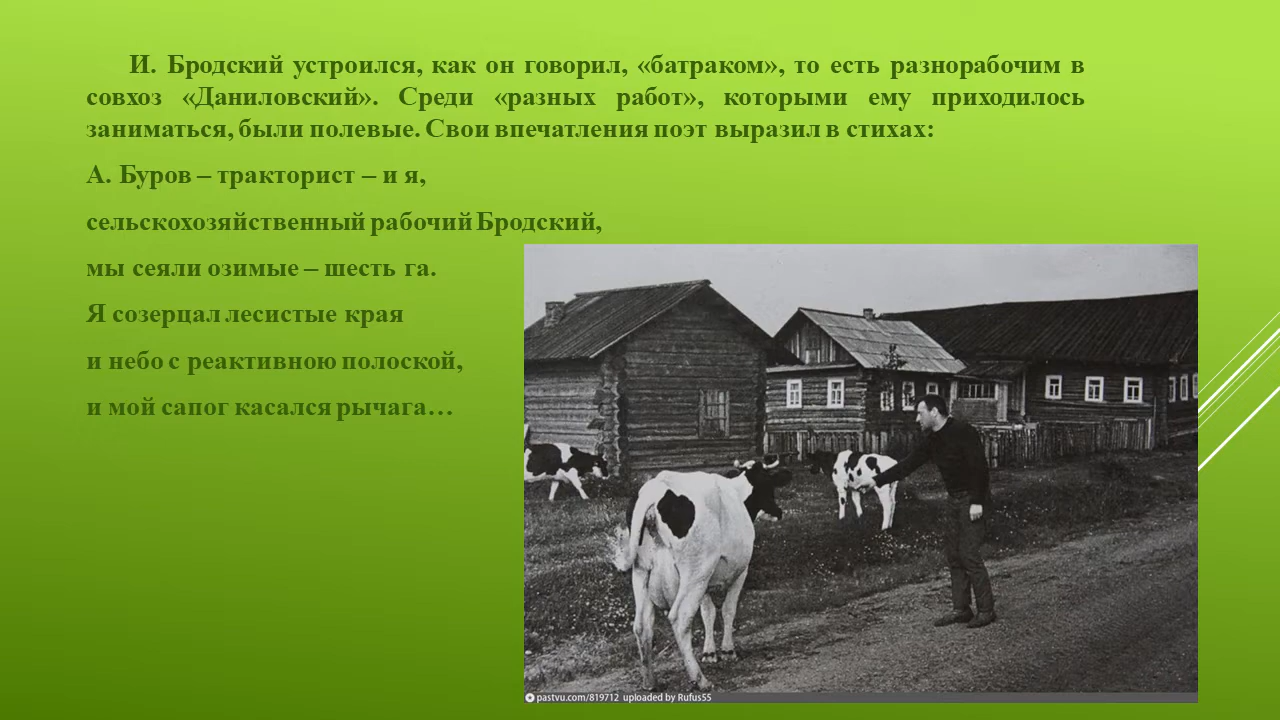 И. Бродский устроился, как он говорил, «батраком», то есть разнорабочим в
совхоз «Даниловский». Среди «разных работ», которыми ему приходилось
заниматься, были полевые. Свои впечатления поэт выразил в стихах:
А. Буров – тракторист – и я,
сельскохозяйственный рабочий Бродский,
мы сеяли озимые – шесть га.
Я созерцал лесистые края
и небо с реактивною полоской,
и мой сапог касался рычага…
pastvu.com/819712 uploaded by Rufus55